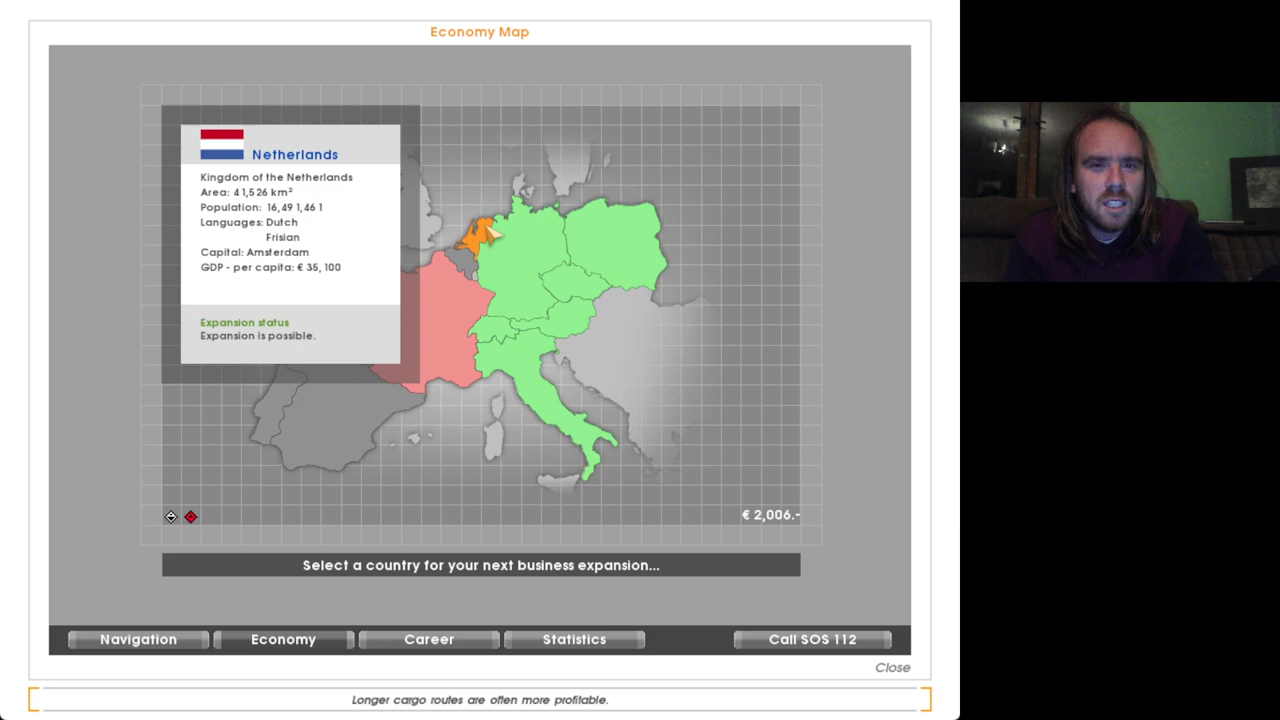 Economy Map
Netherlands
Kingdom of the Netherlands
Area: 41,526 km²
Population: 16,491,461
Languages: Dutch
Frisian
Capital: Amsterdam
GDP - per capita: € 35,100
Expansion status
Expansion is possible.
€ 2,006.-
Select a country for your next business expansion...
Navigation
Economy
Career
Statistics
Call SOS 112
Close
Longer cargo routes are often more profitable.